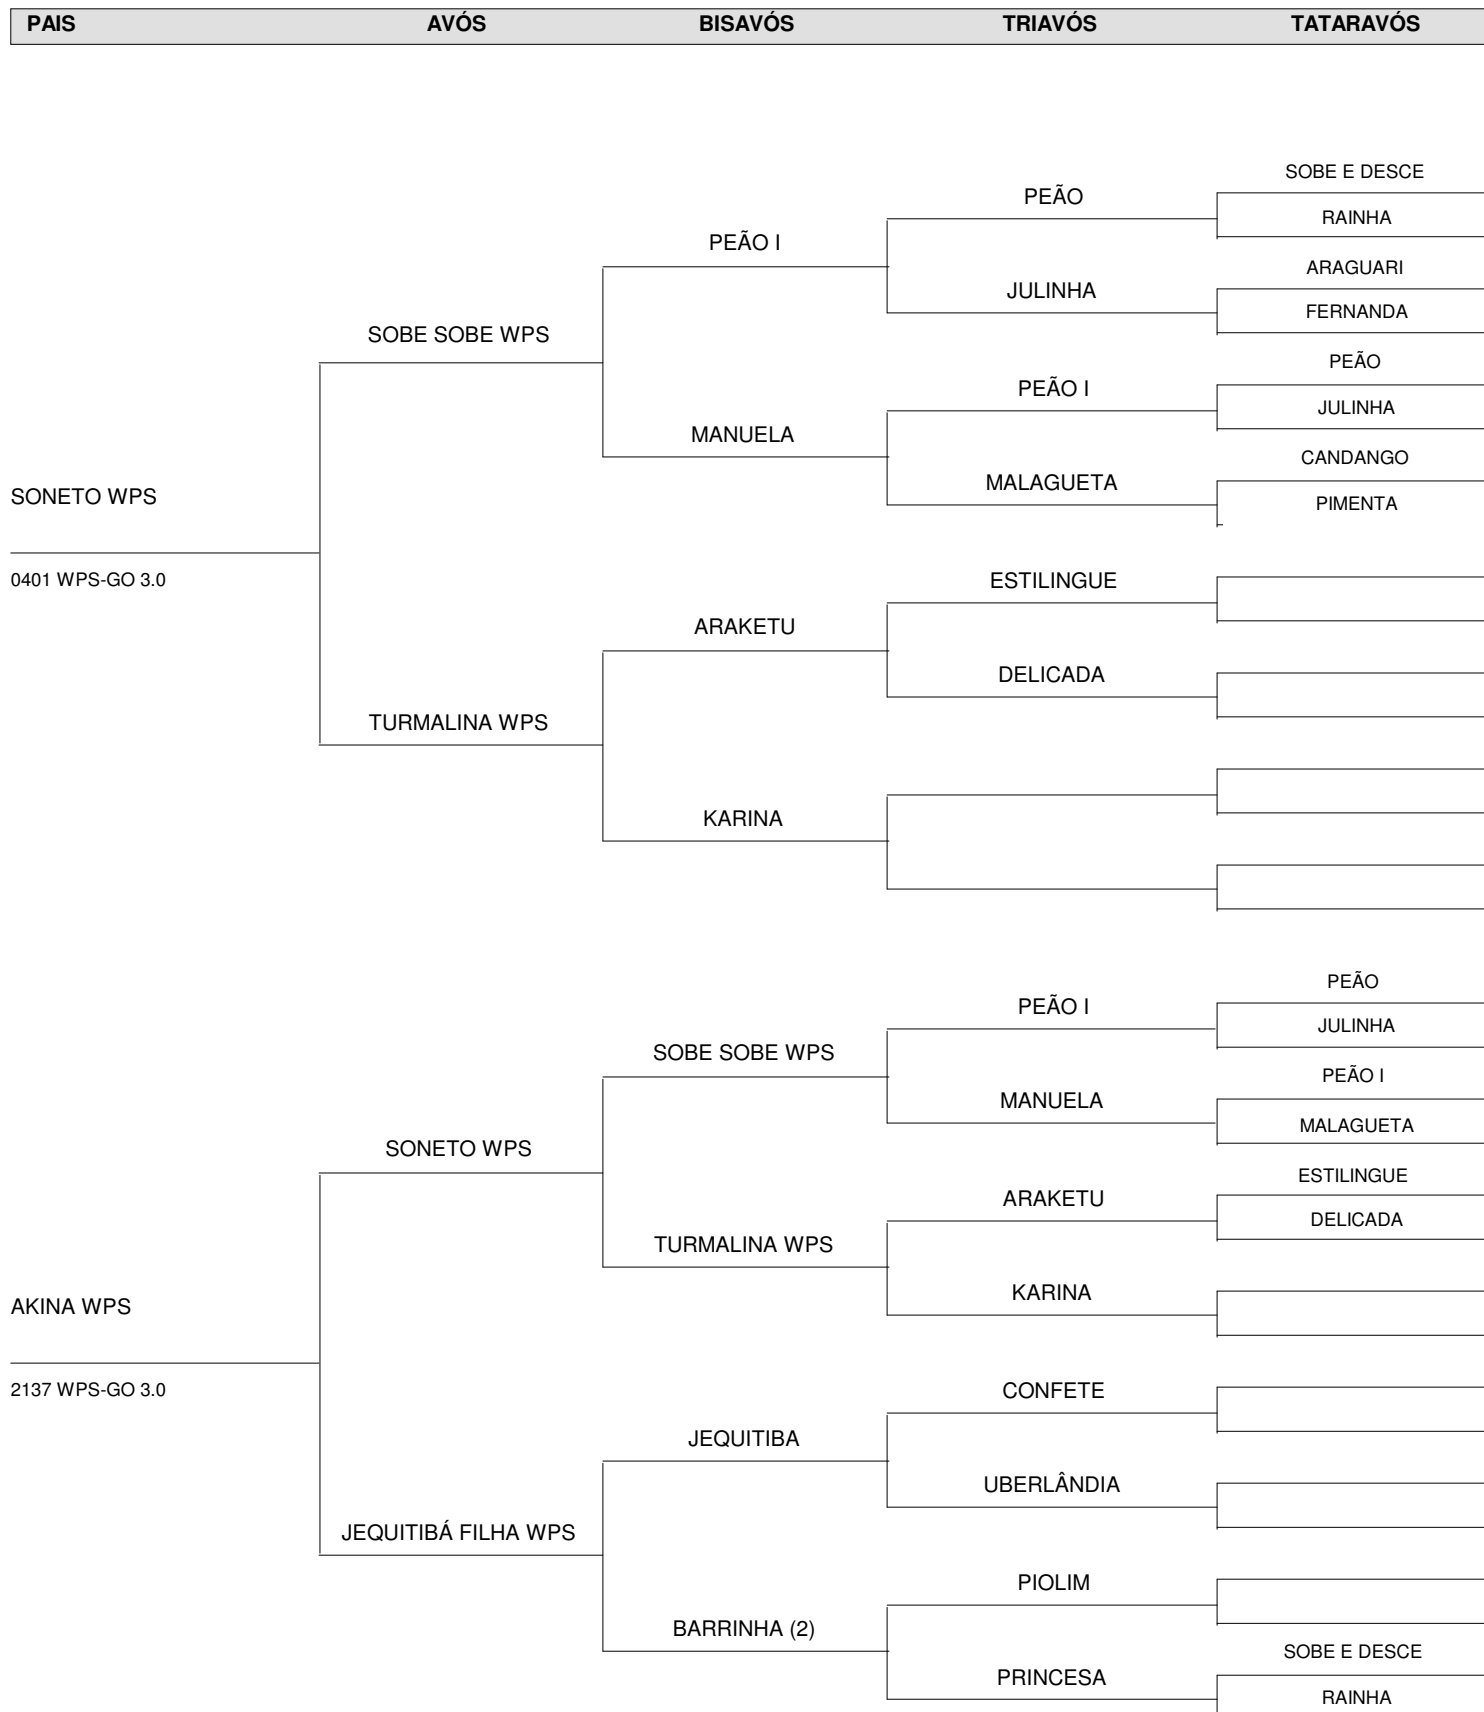 PAIS AVÓS BISAVÓS TRIAVÓS TATARAVÓS
SOBE E DESCE
PEÃO
RAINHA
PEÃO I
ARAGUARI
JULINHA
FERNANDA
SOBE SOBE WPS
PEÃO
PEÃO I
JULINHA
MANUELA
CANDANGO
MALAGUETA
SONETO WPS
PIMENTA
0401 WPS-GO 3.0
ESTILINGUE
ARAKETU
DELICADA
TURMALINA WPS
KARINA
PEÃO
PEÃO I
JULINHA
SOBE SOBE WPS
PEÃO I
MANUELA
MALAGUETA
SONETO WPS
ESTILINGUE
ARAKETU
DELICADA
TURMALINA WPS
KARINA
AKINA WPS
2137 WPS-GO 3.0
CONFETE
JEQUITIBA
UBERLÂNDIA
JEQUITIBÁ FILHA WPS
PIOLIM
BARRINHA (2)
SOBE E DESCE
PRINCESA
RAINHA